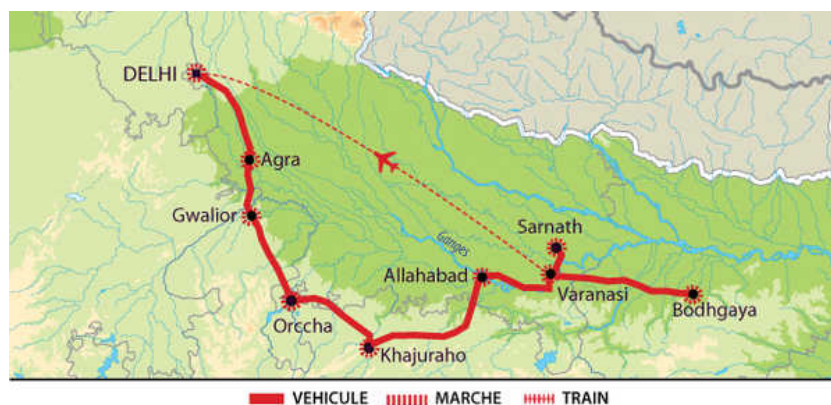 DELHI
Agra
Gwalior
Sarnath
Ganges
Allahabad
Varanasi
Orccha
Bodhgaya
Khajuraho
VEHICULE MARCHE TRAIN